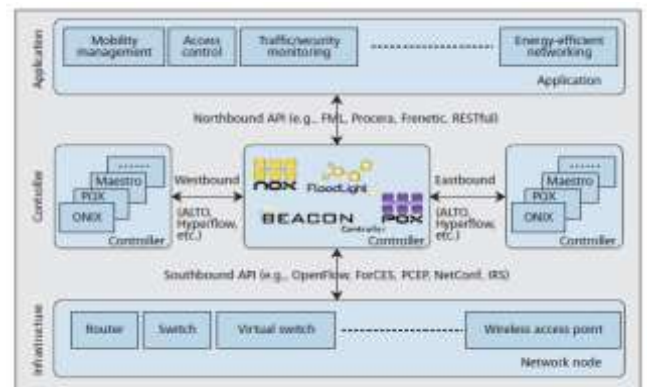 Application
Mobility
management
Access
control
Traffic/security
monitoring
Energy-efficient
networking
Application
Northbound API (e.g., FML, Procera, Frenetic, RESTful)
Controller
......
Maestro
POX
ONIX
Controller
Westbound
(ALTO,
Hyperflow,
etc.)
nox
FloodLight
BEACON
POX
Controller
Controller
Eastbound
(ALTO,
Hyperflow,
etc.)
......
Maestro
POX
ONIX
Controller
Southbound API (e.g., OpenFlow, ForCES, PCEP, NetConf, IRS)
Infrastructure
Router
Switch
Virtual switch
Wireless access point
Network node